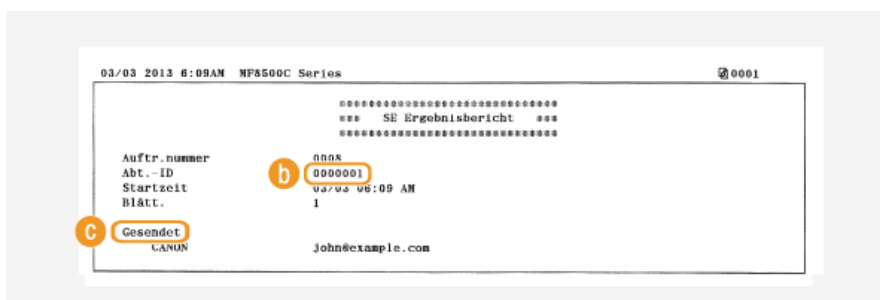 03/03 2013 6:09AM MF8500C Series 0001
*****************************
*** SE Ergebnisbericht ***
*****************************
Auftr.nummer 0008
Abt.-ID b 0000001
Startzeit 03/03 06:09 AM
Blätt. 1
C Gesendet
CANON john@example.com